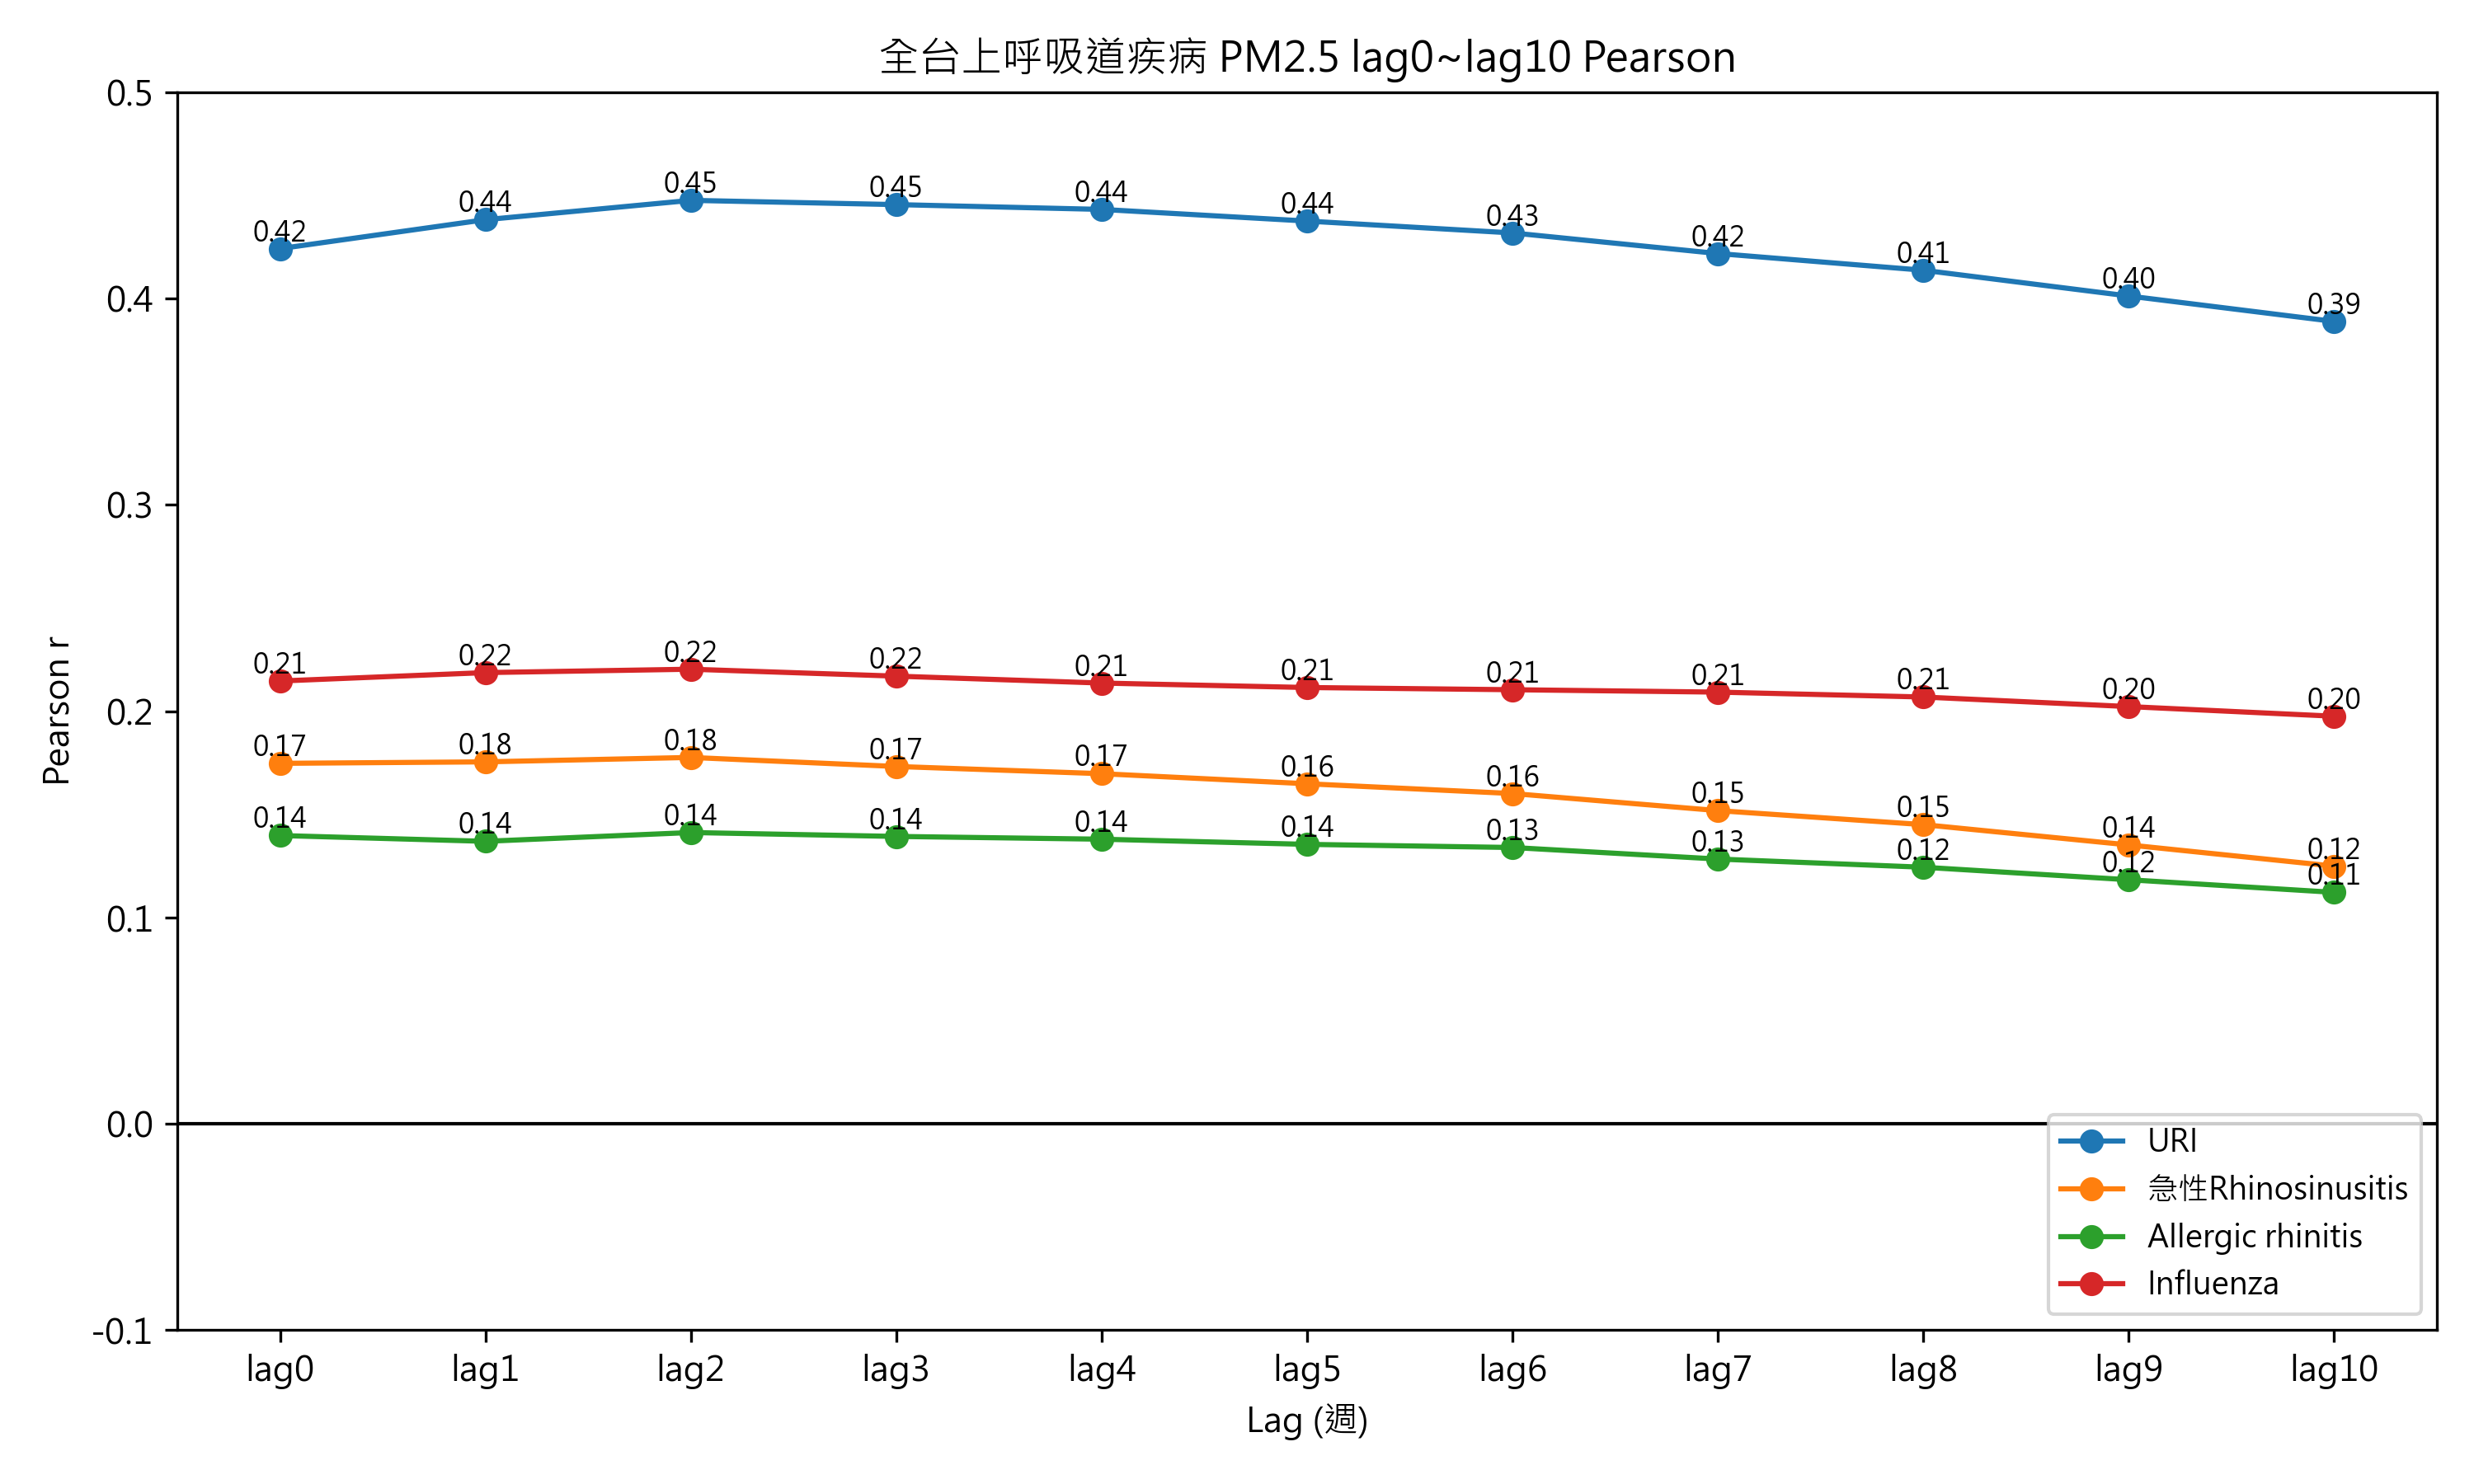 全台上呼吸道疾病 PM2.5 lag0~lag10 Pearson
0.5
0.4
0.3
0.2
0.1
0.0
-0.1
Pearson r
0.42 0.44 0.45 0.45 0.44 0.44 0.43 0.42 0.41 0.40 0.39
0.21 0.22 0.22 0.22 0.21 0.21 0.21 0.21 0.21 0.20 0.20
0.17 0.18 0.18 0.17 0.17 0.16 0.16 0.15 0.15 0.14 0.12
0.14 0.14 0.14 0.14 0.14 0.14 0.13 0.13 0.12 0.12 0.11
URI
急性Rhinosinusitis
Allergic rhinitis
Influenza
lag0 lag1 lag2 lag3 lag4 lag5 lag6 lag7 lag8 lag9 lag10
Lag (週)